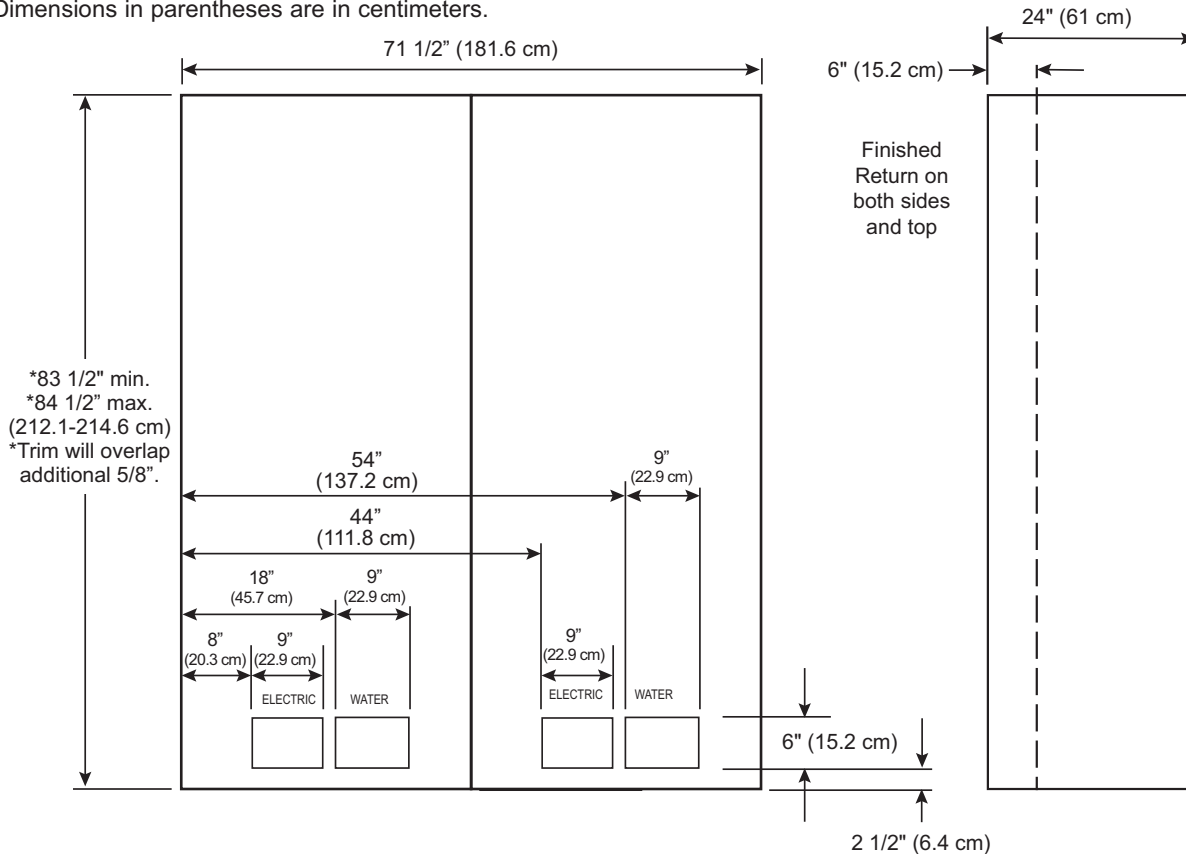 Dimensions in parentheses are in centimeters.
71 1/2” (181.6 cm)
24" (61 cm)
6" (15.2 cm)
Finished
Return on
both sides
and top
*83 1/2" min.
*84 1/2” max.
(212.1-214.6 cm)
*Trim will overlap
additional 5/8”.
54”
(137.2 cm)
9”
(22.9 cm)
44”
(111.8 cm)
18”
(45.7 cm)
9”
(22.9 cm)
8”
(20.3 cm)
9”
(22.9 cm)
9”
(22.9 cm)
ELECTRIC
WATER
ELECTRIC
WATER
6" (15.2 cm)
2 1/2" (6.4 cm)